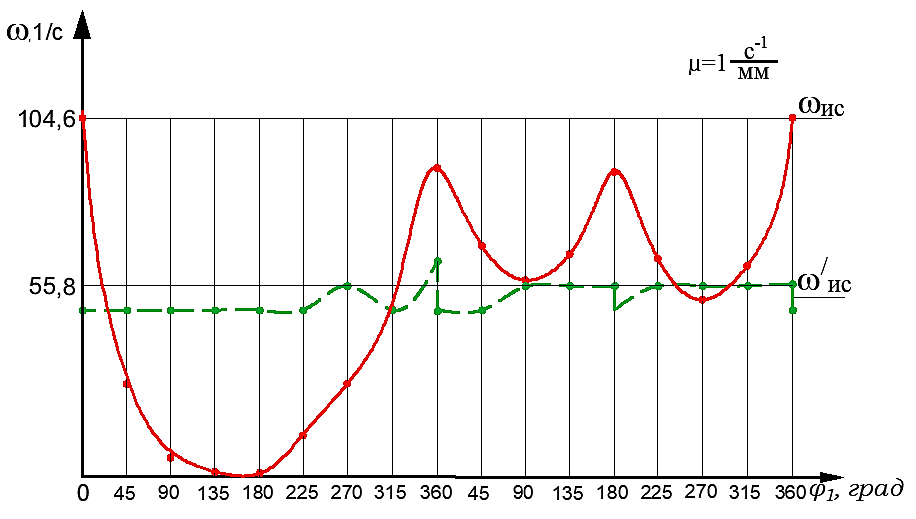 ω,1/с
μ=1 с⁻¹/мм
104,6
ωис
55,8
ω/ис
0 45 90 135 180 225 270 315 360 45 90 135 180 225 270 315 360 φ1, град